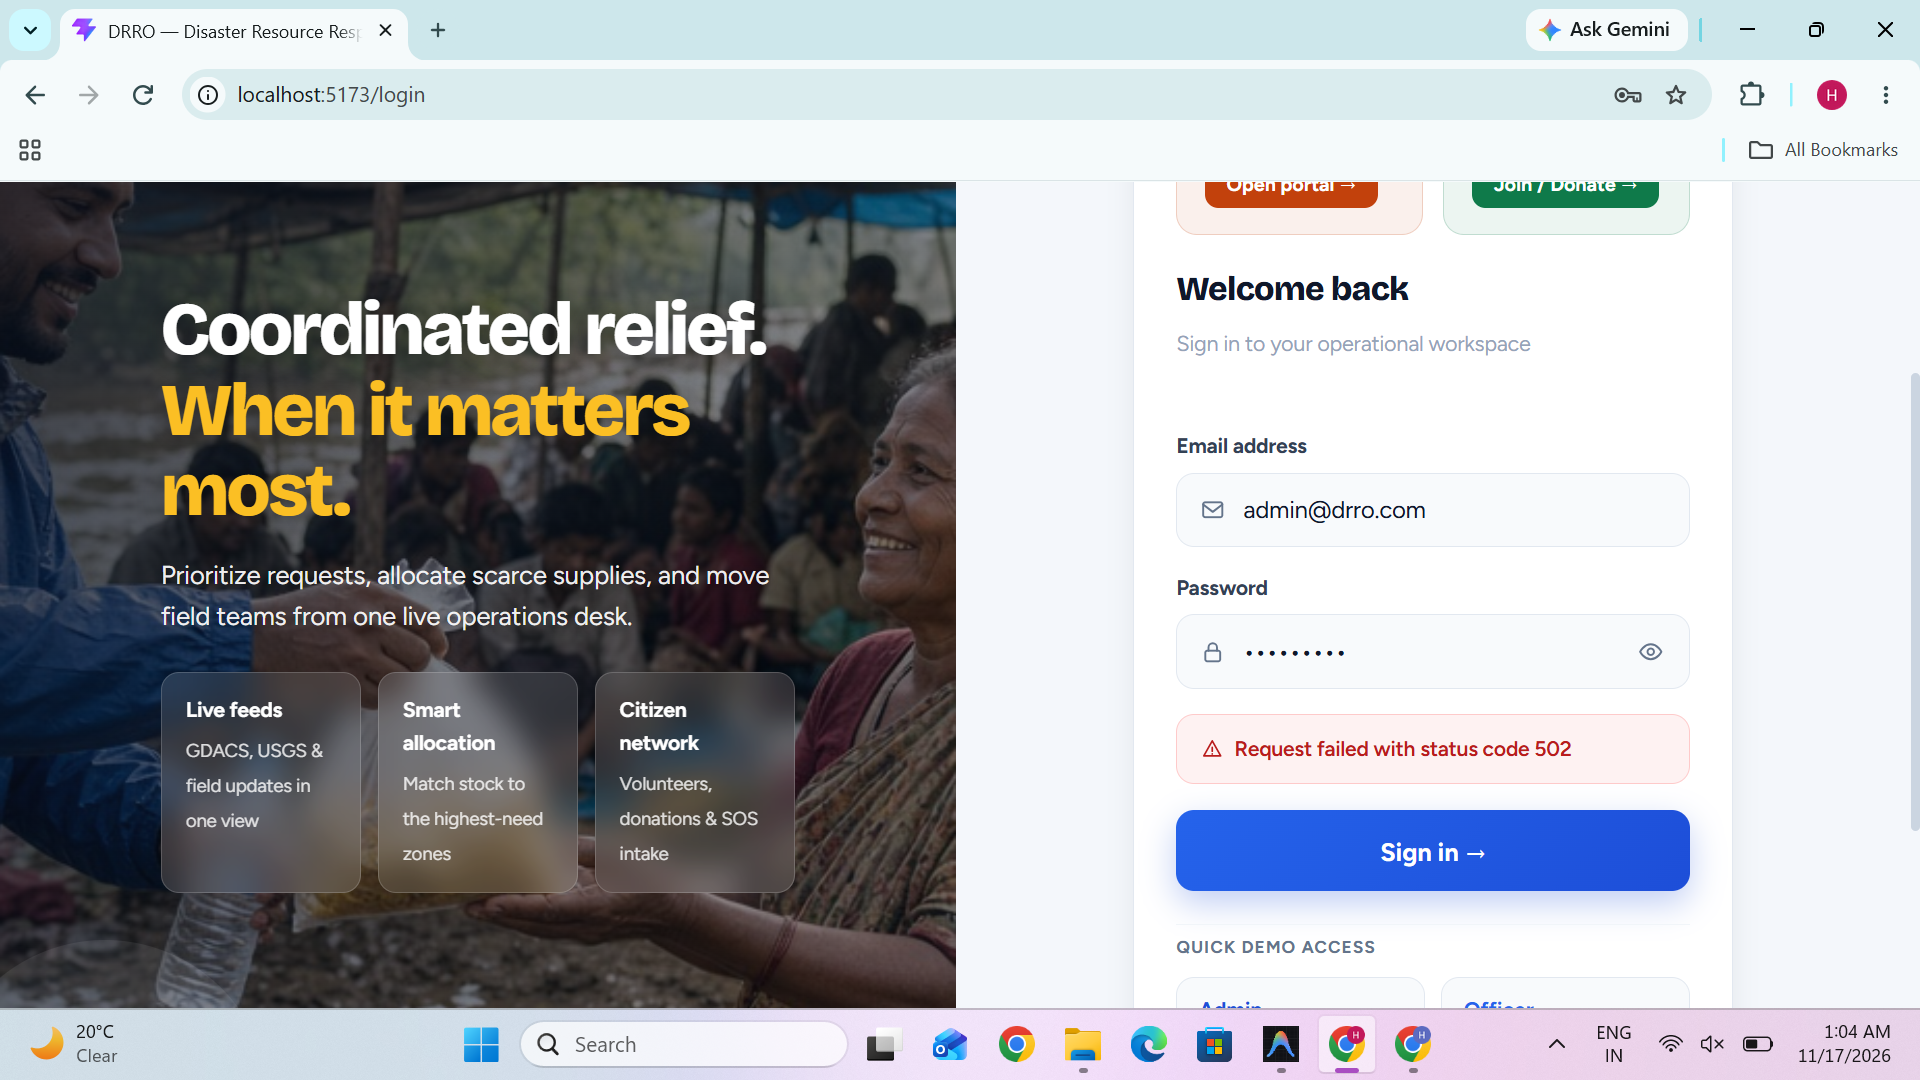 DRRO — Disaster Resource Resp
Ask Gemini
localhost:5173/login
H
All Bookmarks
Coordinated relief.
When it matters
most.
Prioritize requests, allocate scarce supplies, and move
field teams from one live operations desk.
Live feeds
GDACS, USGS &
field updates in
one view
Smart
allocation
Match stock to
the highest-need
zones
Citizen
network
Volunteers,
donations & SOS
intake
Open portal →
Join / Donate →
Welcome back
Sign in to your operational workspace
Email address
admin@drro.com
Password
•••••••••
Request failed with status code 502
Sign in →
QUICK DEMO ACCESS
Admin
Officer
20°C
Clear
Search
H
H
ENG
IN
1:04 AM
11/17/2026